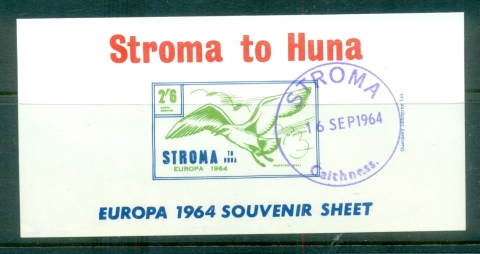 Stroma to Huna
2'6
STROMA TO HUNA
EUROPA 1964
STROMA
16 SEP 1964
Caithness.
EUROPA 1964 SOUVENIR SHEET